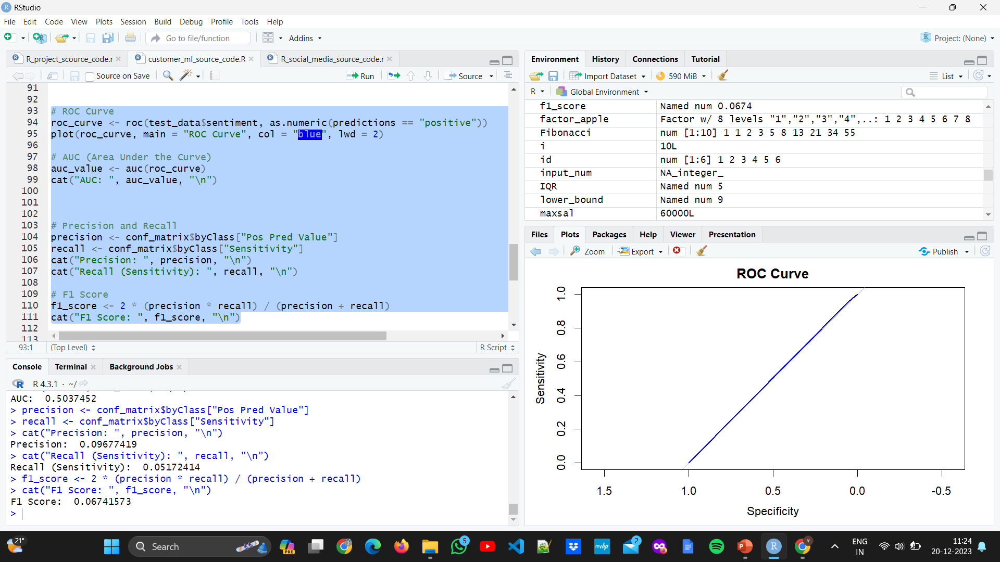 RStudio
File Edit Code View Plots Session Build Debug Profile Tools Help
Go to file/function Addins Project: (None)
R_project_scource_code.r customer_ml_source_code.R R_social_media_source_code.r
Source on Save Run Source
91
92
93 # ROC Curve
94 roc_curve <- roc(test_data$sentiment, as.numeric(predictions == "positive"))
95 plot(roc_curve, main = "ROC Curve", col = "blue", lwd = 2)
96
97 # AUC (Area Under the Curve)
98 auc_value <- auc(roc_curve)
99 cat("AUC: ", auc_value, "\n")
100
101
102
103 # Precision and Recall
104 precision <- conf_matrix$byClass["Pos Pred Value"]
105 recall <- conf_matrix$byClass["Sensitivity"]
106 cat("Precision: ", precision, "\n")
107 cat("Recall (Sensitivity): ", recall, "\n")
108
109 # F1 Score
110 f1_score <- 2 * (precision * recall) / (precision + recall)
111 cat("F1 Score: ", f1_score, "\n")
112
113
93:1 (Top Level) R Script
Console Terminal Background Jobs
R 4.3.1 · ~/
AUC:  0.5037452
> precision <- conf_matrix$byClass["Pos Pred Value"]
> recall <- conf_matrix$byClass["Sensitivity"]
> cat("Precision: ", precision, "\n")
Precision:  0.09677419
> cat("Recall (Sensitivity): ", recall, "\n")
Recall (Sensitivity):  0.05172414
> f1_score <- 2 * (precision * recall) / (precision + recall)
> cat("F1 Score: ", f1_score, "\n")
F1 Score:  0.06741573
>
Environment History Connections Tutorial
Import Dataset 590 MiB List
R Global Environment
f1_score Named num 0.0674
factor_apple Factor w/ 8 levels "1","2","3","4",..: 1 2 3 4 5 6 7 8
Fibonacci num [1:10] 1 1 2 3 5 8 13 21 34 55
i 10L
id num [1:6] 1 2 3 4 5 6
input_num NA_integer_
IQR Named num 5
lower_bound Named num 9
maxsal 60000L
Files Plots Packages Help Viewer Presentation
Zoom Export Publish
ROC Curve
Sensitivity
1.0
0.8
0.6
0.4
0.2
0.0
1.5 1.0 0.5 0.0 -0.5
Specificity
21° Search PRE 5 myhp 2 V P R ENG 11:24
IN 20-12-2023